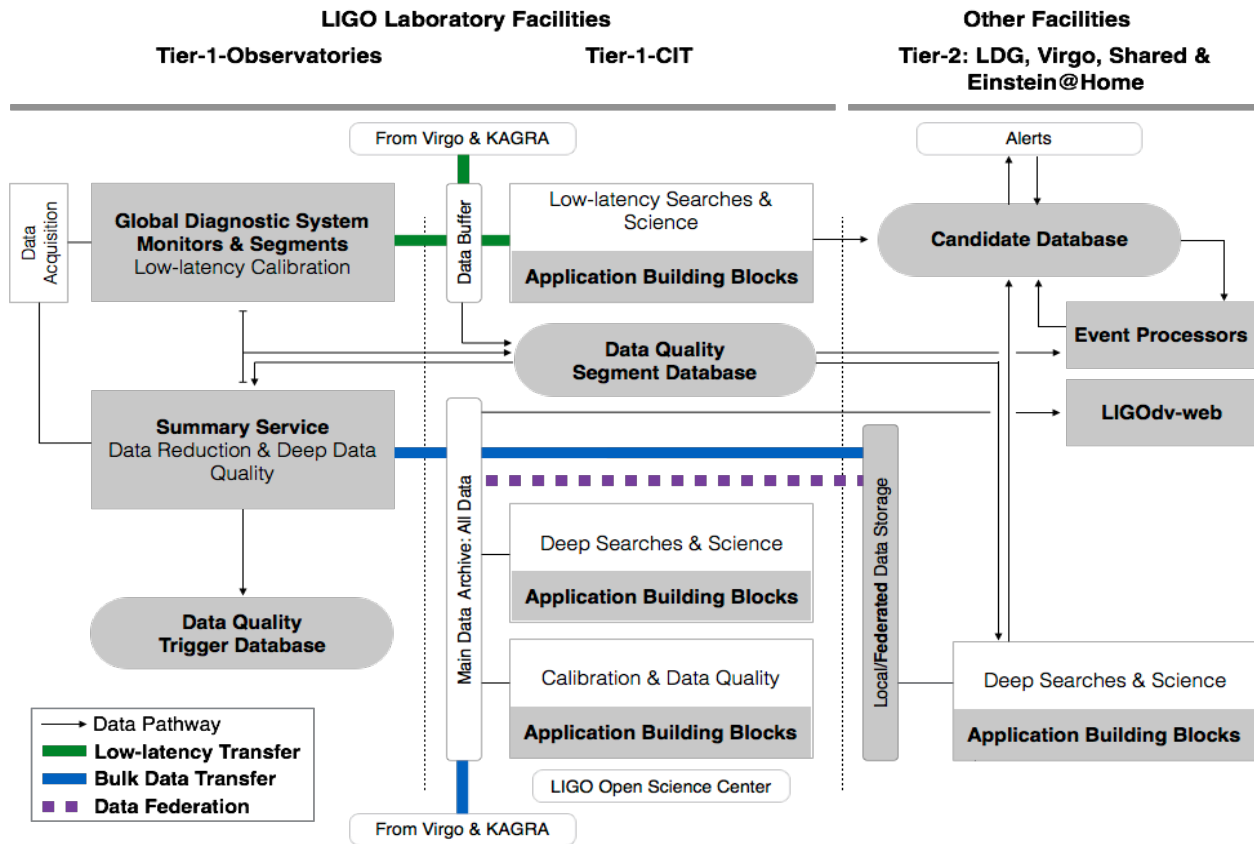 LIGO Laboratory Facilities
Other Facilities
Tier-1-Observatories
Tier-1-CIT
Tier-2: LDG, Virgo, Shared &
Einstein@Home
From Virgo & KAGRA
Alerts
Data
Acquisition
Global Diagnostic System
Monitors & Segments
Low-latency Calibration
Data Buffer
Low-latency Searches &
Science
Application Building Blocks
Candidate Database
Data Quality
Segment Database
Event Processors
Summary Service
Data Reduction & Deep Data
Quality
LIGOdv-web
Main Data Archive: All Data
Local/Federated Data Storage
Deep Searches & Science
Application Building Blocks
Data Quality
Trigger Database
Calibration & Data Quality
Application Building Blocks
Deep Searches & Science
Application Building Blocks
LIGO Open Science Center
From Virgo & KAGRA
Data Pathway
Low-latency Transfer
Bulk Data Transfer
Data Federation